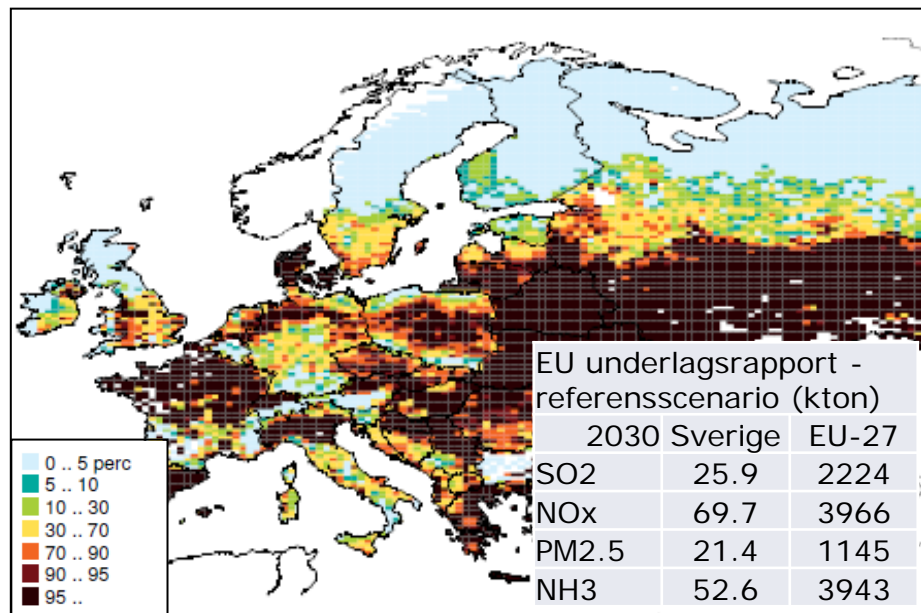 EU underlagsrapport -
referensscenario (kton)
2030 Sverige EU-27
SO2 25.9 2224
NOx 69.7 3966
PM2.5 21.4 1145
NH3 52.6 3943
0 .. 5 perc
5 .. 10
10 .. 30
30 .. 70
70 .. 90
90 .. 95
95 ..